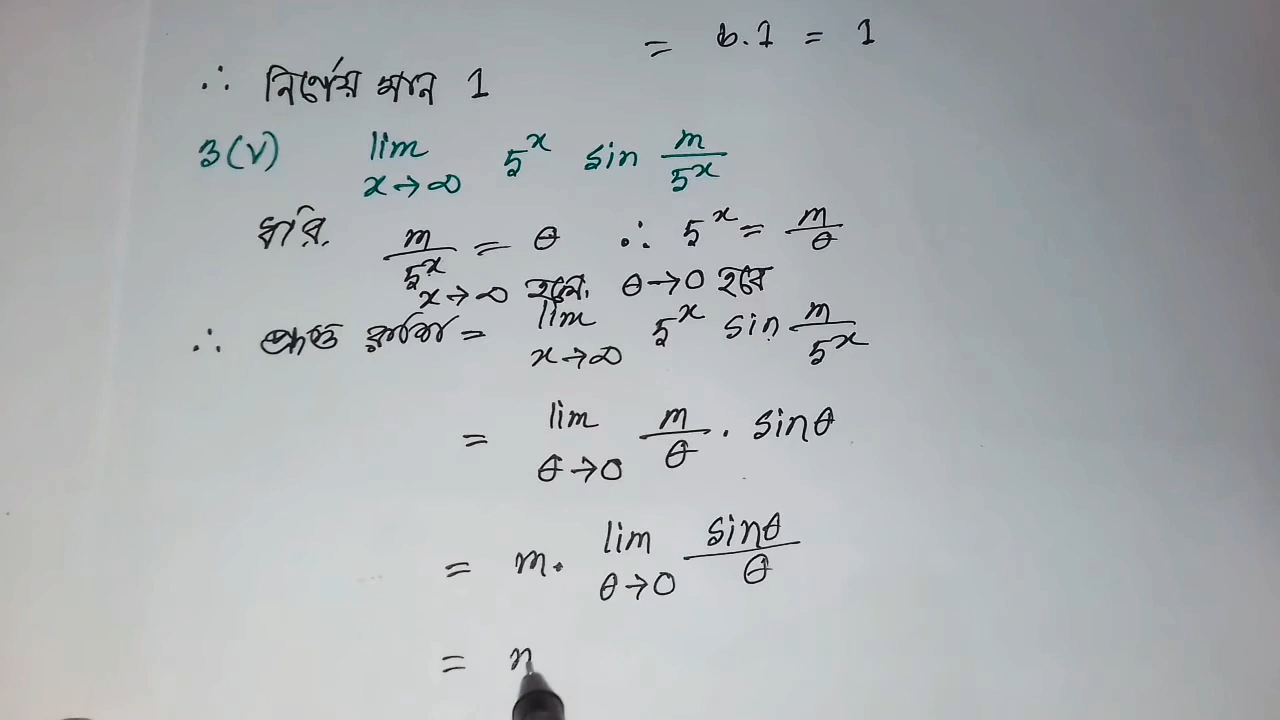 = b.1 = 1
∴ নির্ণেয় মান 1
3(v) lim x→∞ 5^x sin m/5^x
ধরি, m/5^x = θ ∴ 5^x = m/θ
x→∞ হলে, θ→0 হবে
∴ প্রদত্ত রাশি = lim x→∞ 5^x sin m/5^x
= lim θ→0 m/θ . sinθ
= m. lim θ→0 sinθ/θ
=